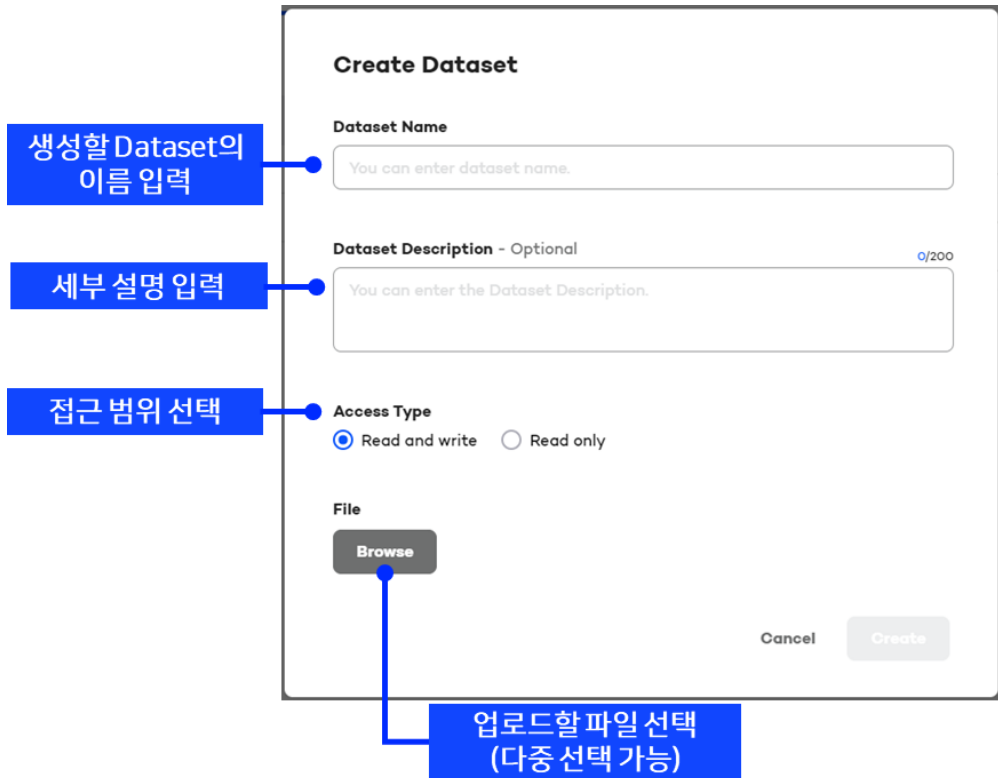 Create Dataset
Dataset Name
생성할 Dataset의
이름 입력
You can enter dataset name.
Dataset Description - Optional
0/200
세부 설명 입력
You can enter the Dataset Description.
접근 범위 선택
Access Type
Read and write
Read only
File
Browse
Cancel
Create
업로드할 파일 선택
(다중 선택 가능)